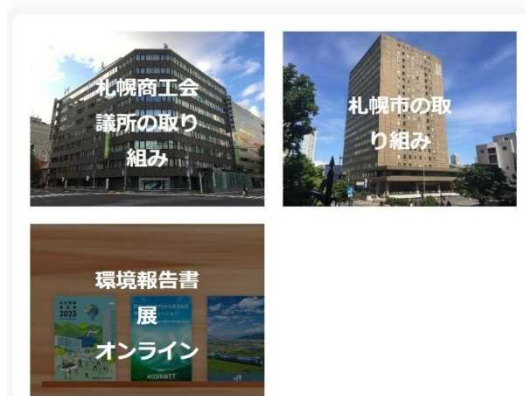 札幌商工会
議所の取り
組み
札幌市の取
り組み
環境報告書
展
オンライン
2023